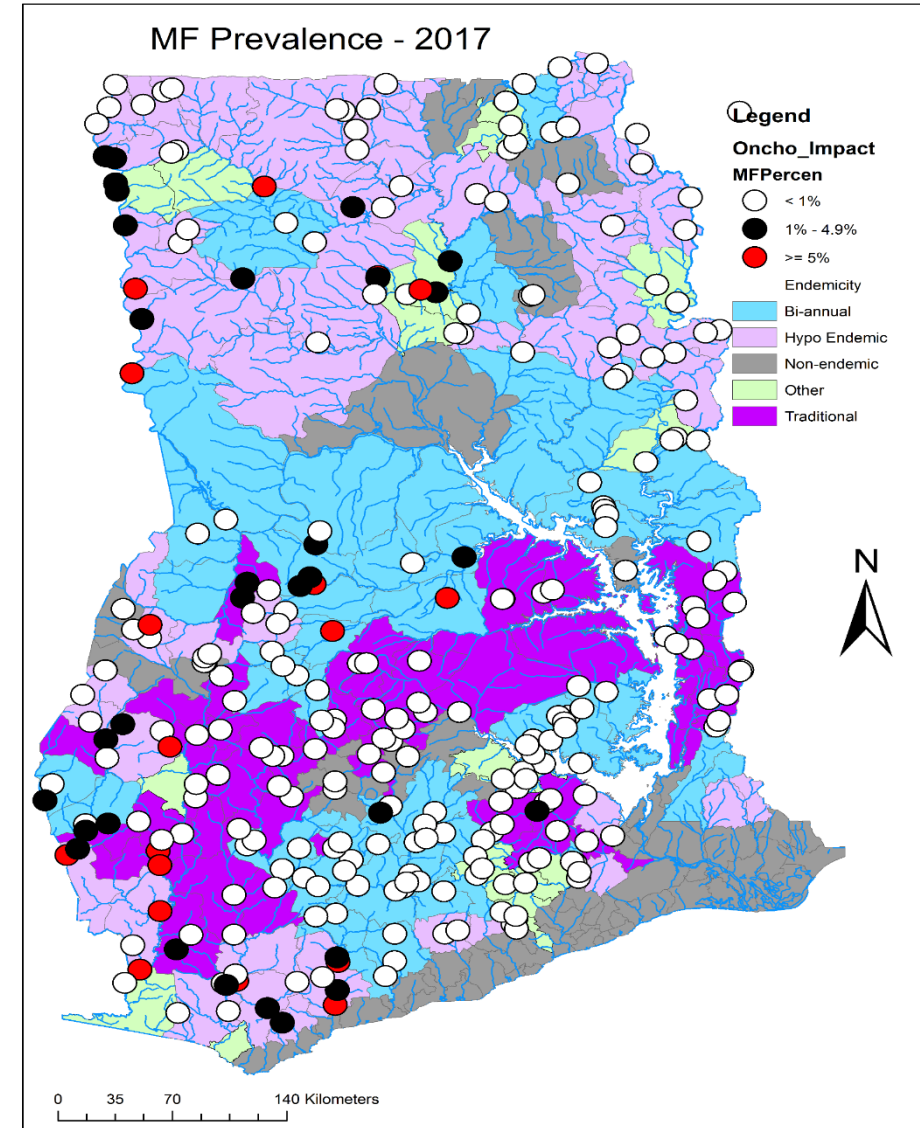 MF Prevalence - 2017
Legend
Oncho_Impact
MFPercen
< 1%
1% - 4.9%
>= 5%
Endemicity
Bi-annual
Hypo Endemic
Non-endemic
Other
Traditional
N
0 35 70 140 Kilometers